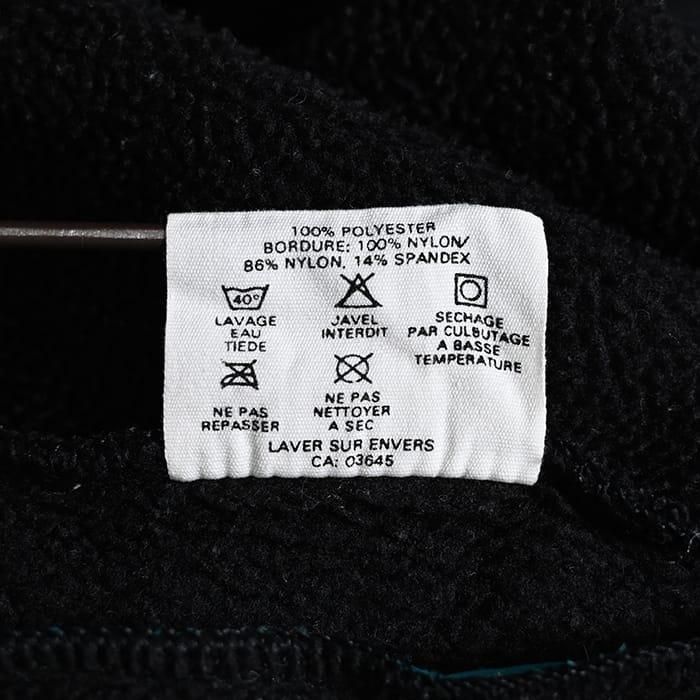 100% POLYESTER
BORDURE: 100% NYLON/
86% NYLON, 14% SPANDEX
40°
LAVAGE
EAU
TIEDE
JAVEL
INTERDIT
SECHAGE
PAR CULBUTAGE
A BASSE
TEMPERATURE
NE PAS
REPASSER
NE PAS
NETTOYER
A SEC
LAVER SUR ENVERS
CA: 03645